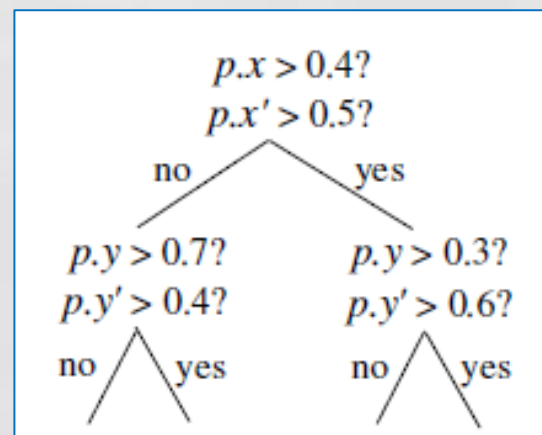 p.x > 0.4?
p.x′ > 0.5?
no yes
p.y > 0.7? p.y > 0.3?
p.y′ > 0.4? p.y′ > 0.6?
no yes no yes